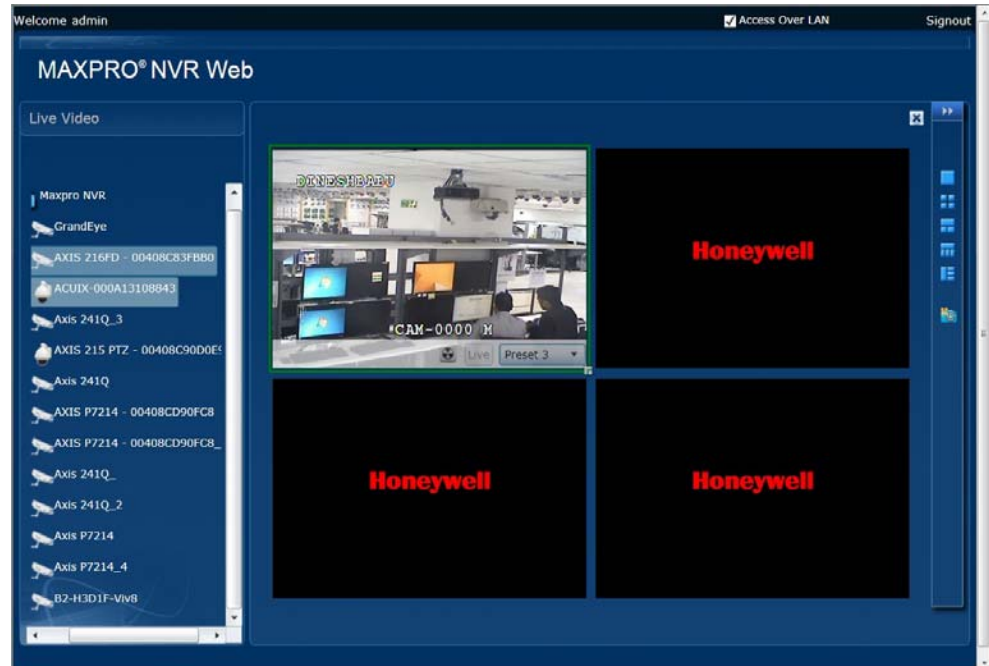 Welcome admin
Access Over LAN
Signout
MAXPRO® NVR Web
Live Video
Maxpro NVR
GrandEye
AXIS 216FD - 00408C83FBB0
ACUIX-000A13108843
Axis 241Q_3
AXIS 215 PTZ - 00408C90D0E
Axis 241Q
AXIS P7214 - 00408CD90FC8
AXIS P7214 - 00408CD90FC8_
Axis 241Q_
Axis 241Q_2
Axis P7214
Axis P7214_4
B2-H3D1F-Viv8
DINESHBABU
CAM-0000 M
Live
Preset 3
Honeywell
Honeywell
Honeywell